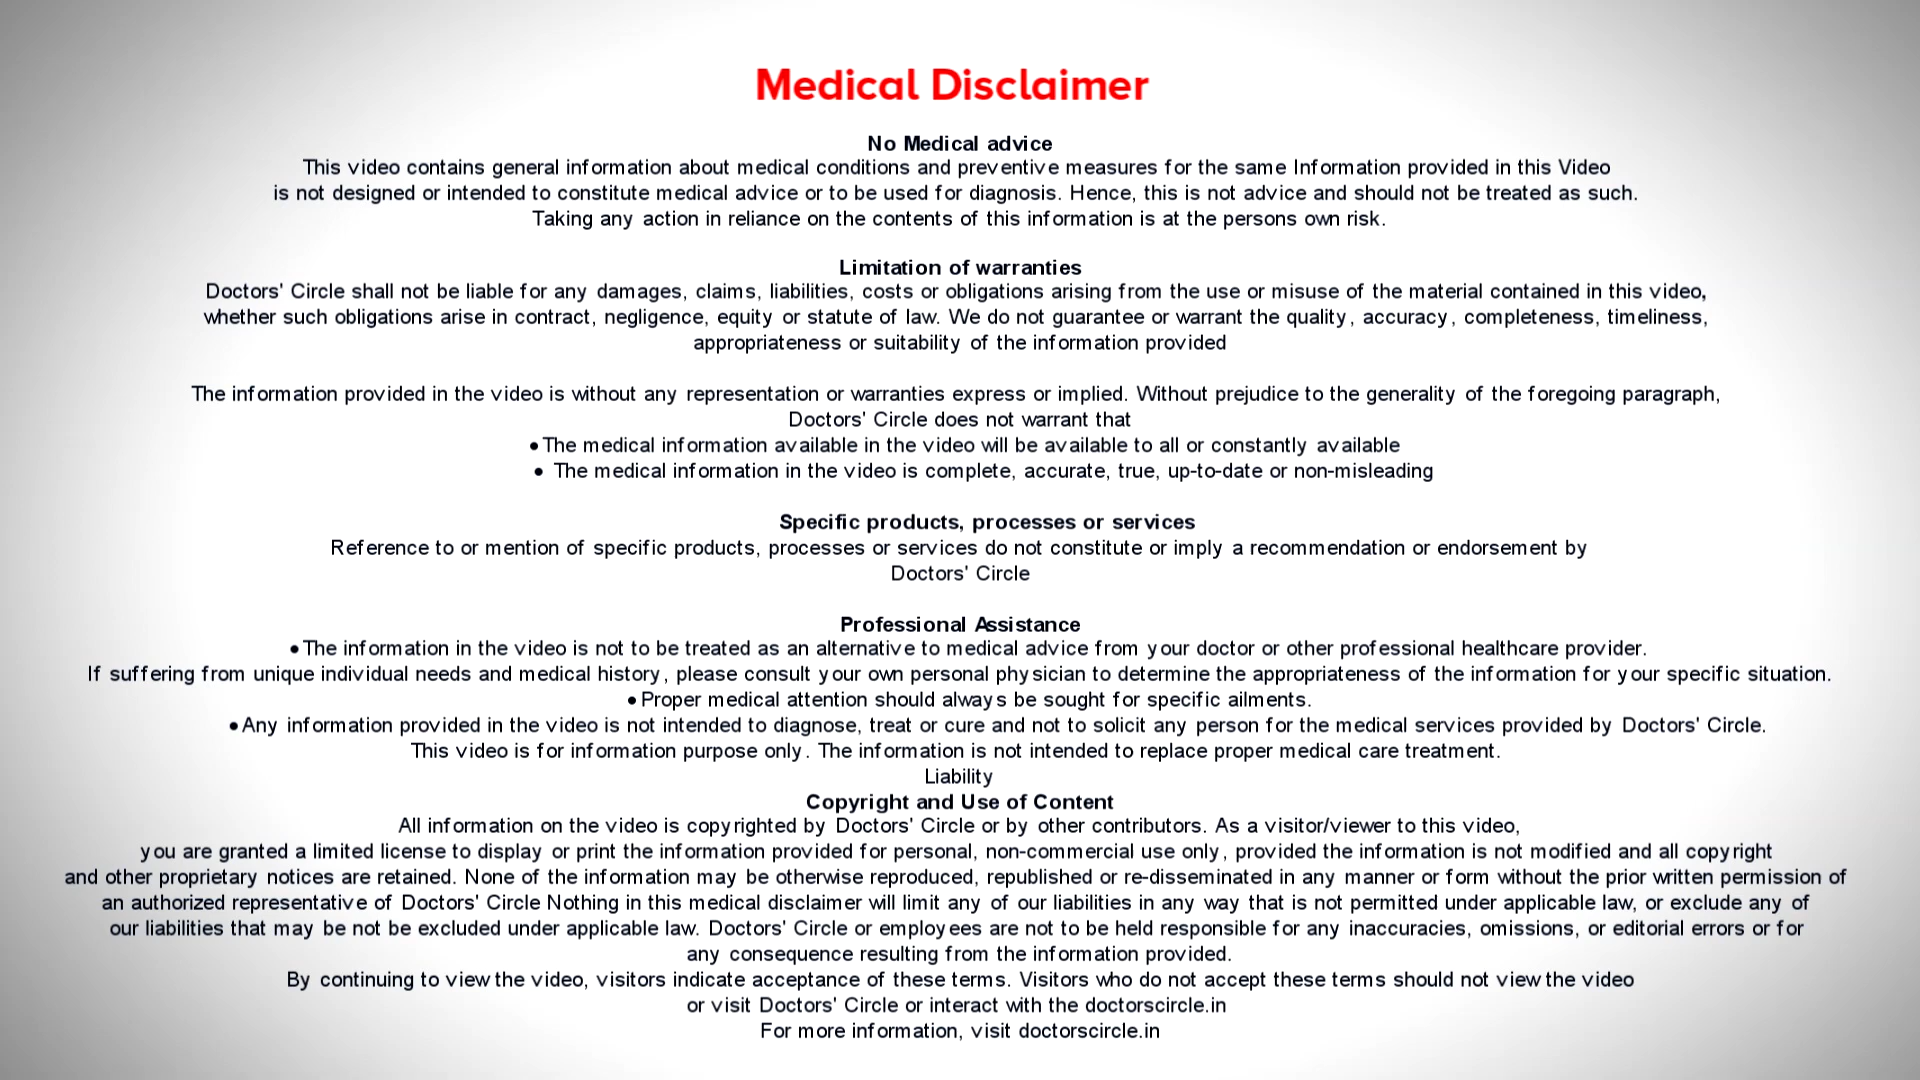 Medical Disclaimer
No Medical advice
This video contains general information about medical conditions and preventive measures for the same Information provided in this Video
is not designed or intended to constitute medical advice or to be used for diagnosis. Hence, this is not advice and should not be treated as such.
Taking any action in reliance on the contents of this information is at the persons own risk.
Limitation of warranties
Doctors' Circle shall not be liable for any damages, claims, liabilities, costs or obligations arising from the use or misuse of the material contained in this video,
whether such obligations arise in contract, negligence, equity or statute of law. We do not guarantee or warrant the quality, accuracy, completeness, timeliness,
appropriateness or suitability of the information provided
The information provided in the video is without any representation or warranties express or implied. Without prejudice to the generality of the foregoing paragraph,
Doctors' Circle does not warrant that
• The medical information available in the video will be available to all or constantly available
• The medical information in the video is complete, accurate, true, up-to-date or non-misleading
Specific products, processes or services
Reference to or mention of specific products, processes or services do not constitute or imply a recommendation or endorsement by
Doctors' Circle
Professional Assistance
• The information in the video is not to be treated as an alternative to medical advice from your doctor or other professional healthcare provider.
If suffering from unique individual needs and medical history, please consult your own personal physician to determine the appropriateness of the information for your specific situation.
• Proper medical attention should always be sought for specific ailments.
• Any information provided in the video is not intended to diagnose, treat or cure and not to solicit any person for the medical services provided by Doctors' Circle.
This video is for information purpose only. The information is not intended to replace proper medical care treatment.
Liability
Copyright and Use of Content
All information on the video is copyrighted by Doctors' Circle or by other contributors. As a visitor/viewer to this video,
you are granted a limited license to display or print the information provided for personal, non-commercial use only, provided the information is not modified and all copyright
and other proprietary notices are retained. None of the information may be otherwise reproduced, republished or re-disseminated in any manner or form without the prior written permission of
an authorized representative of Doctors' Circle Nothing in this medical disclaimer will limit any of our liabilities in any way that is not permitted under applicable law, or exclude any of
our liabilities that may be not be excluded under applicable law. Doctors' Circle or employees are not to be held responsible for any inaccuracies, omissions, or editorial errors or for
any consequence resulting from the information provided.
By continuing to view the video, visitors indicate acceptance of these terms. Visitors who do not accept these terms should not view the video
or visit Doctors' Circle or interact with the doctorscircle.in
For more information, visit doctorscircle.in